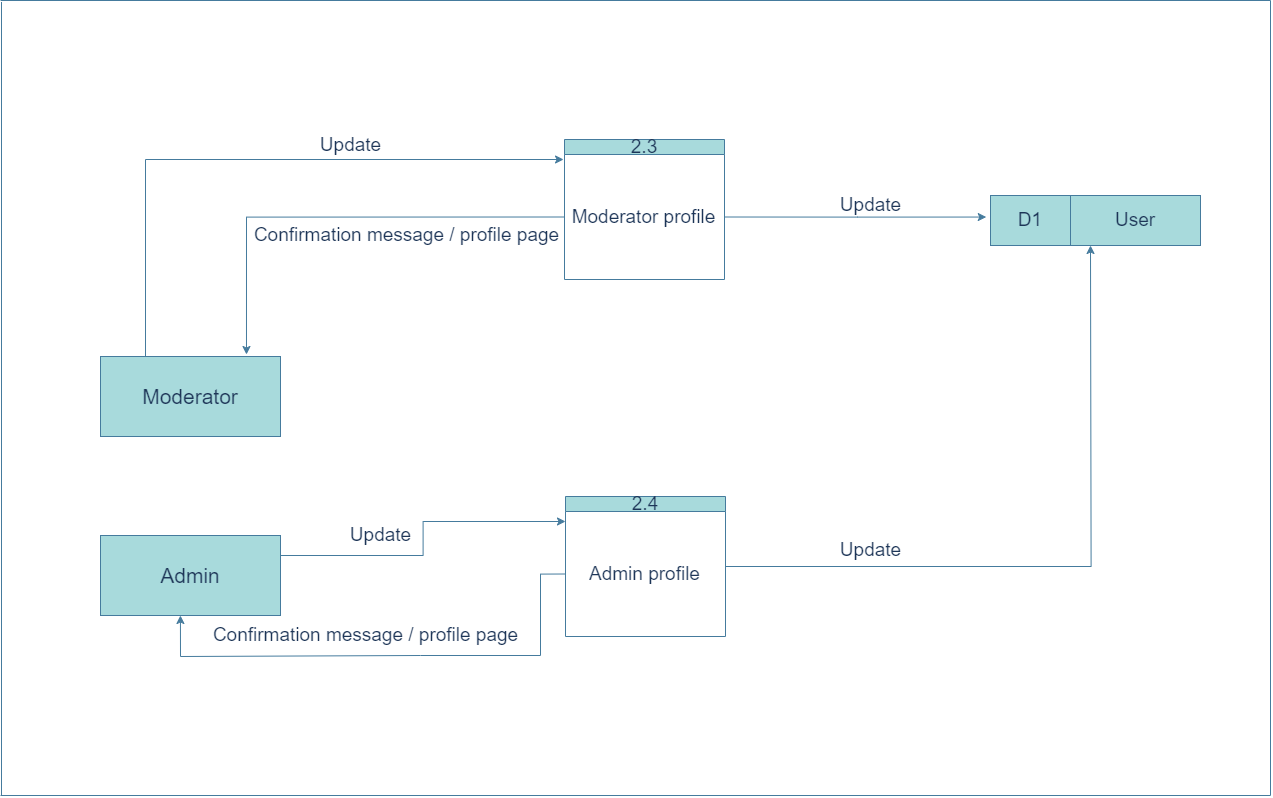 Update
2.3
Moderator profile
Update
D1
User
Confirmation message / profile page
Moderator
2.4
Update
Admin profile
Update
Admin
Confirmation message / profile page